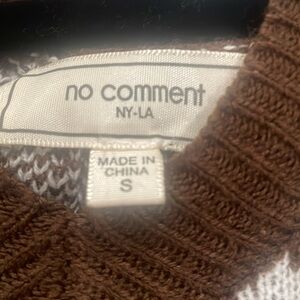 no comment
NY-LA
MADE IN
CHINA
S